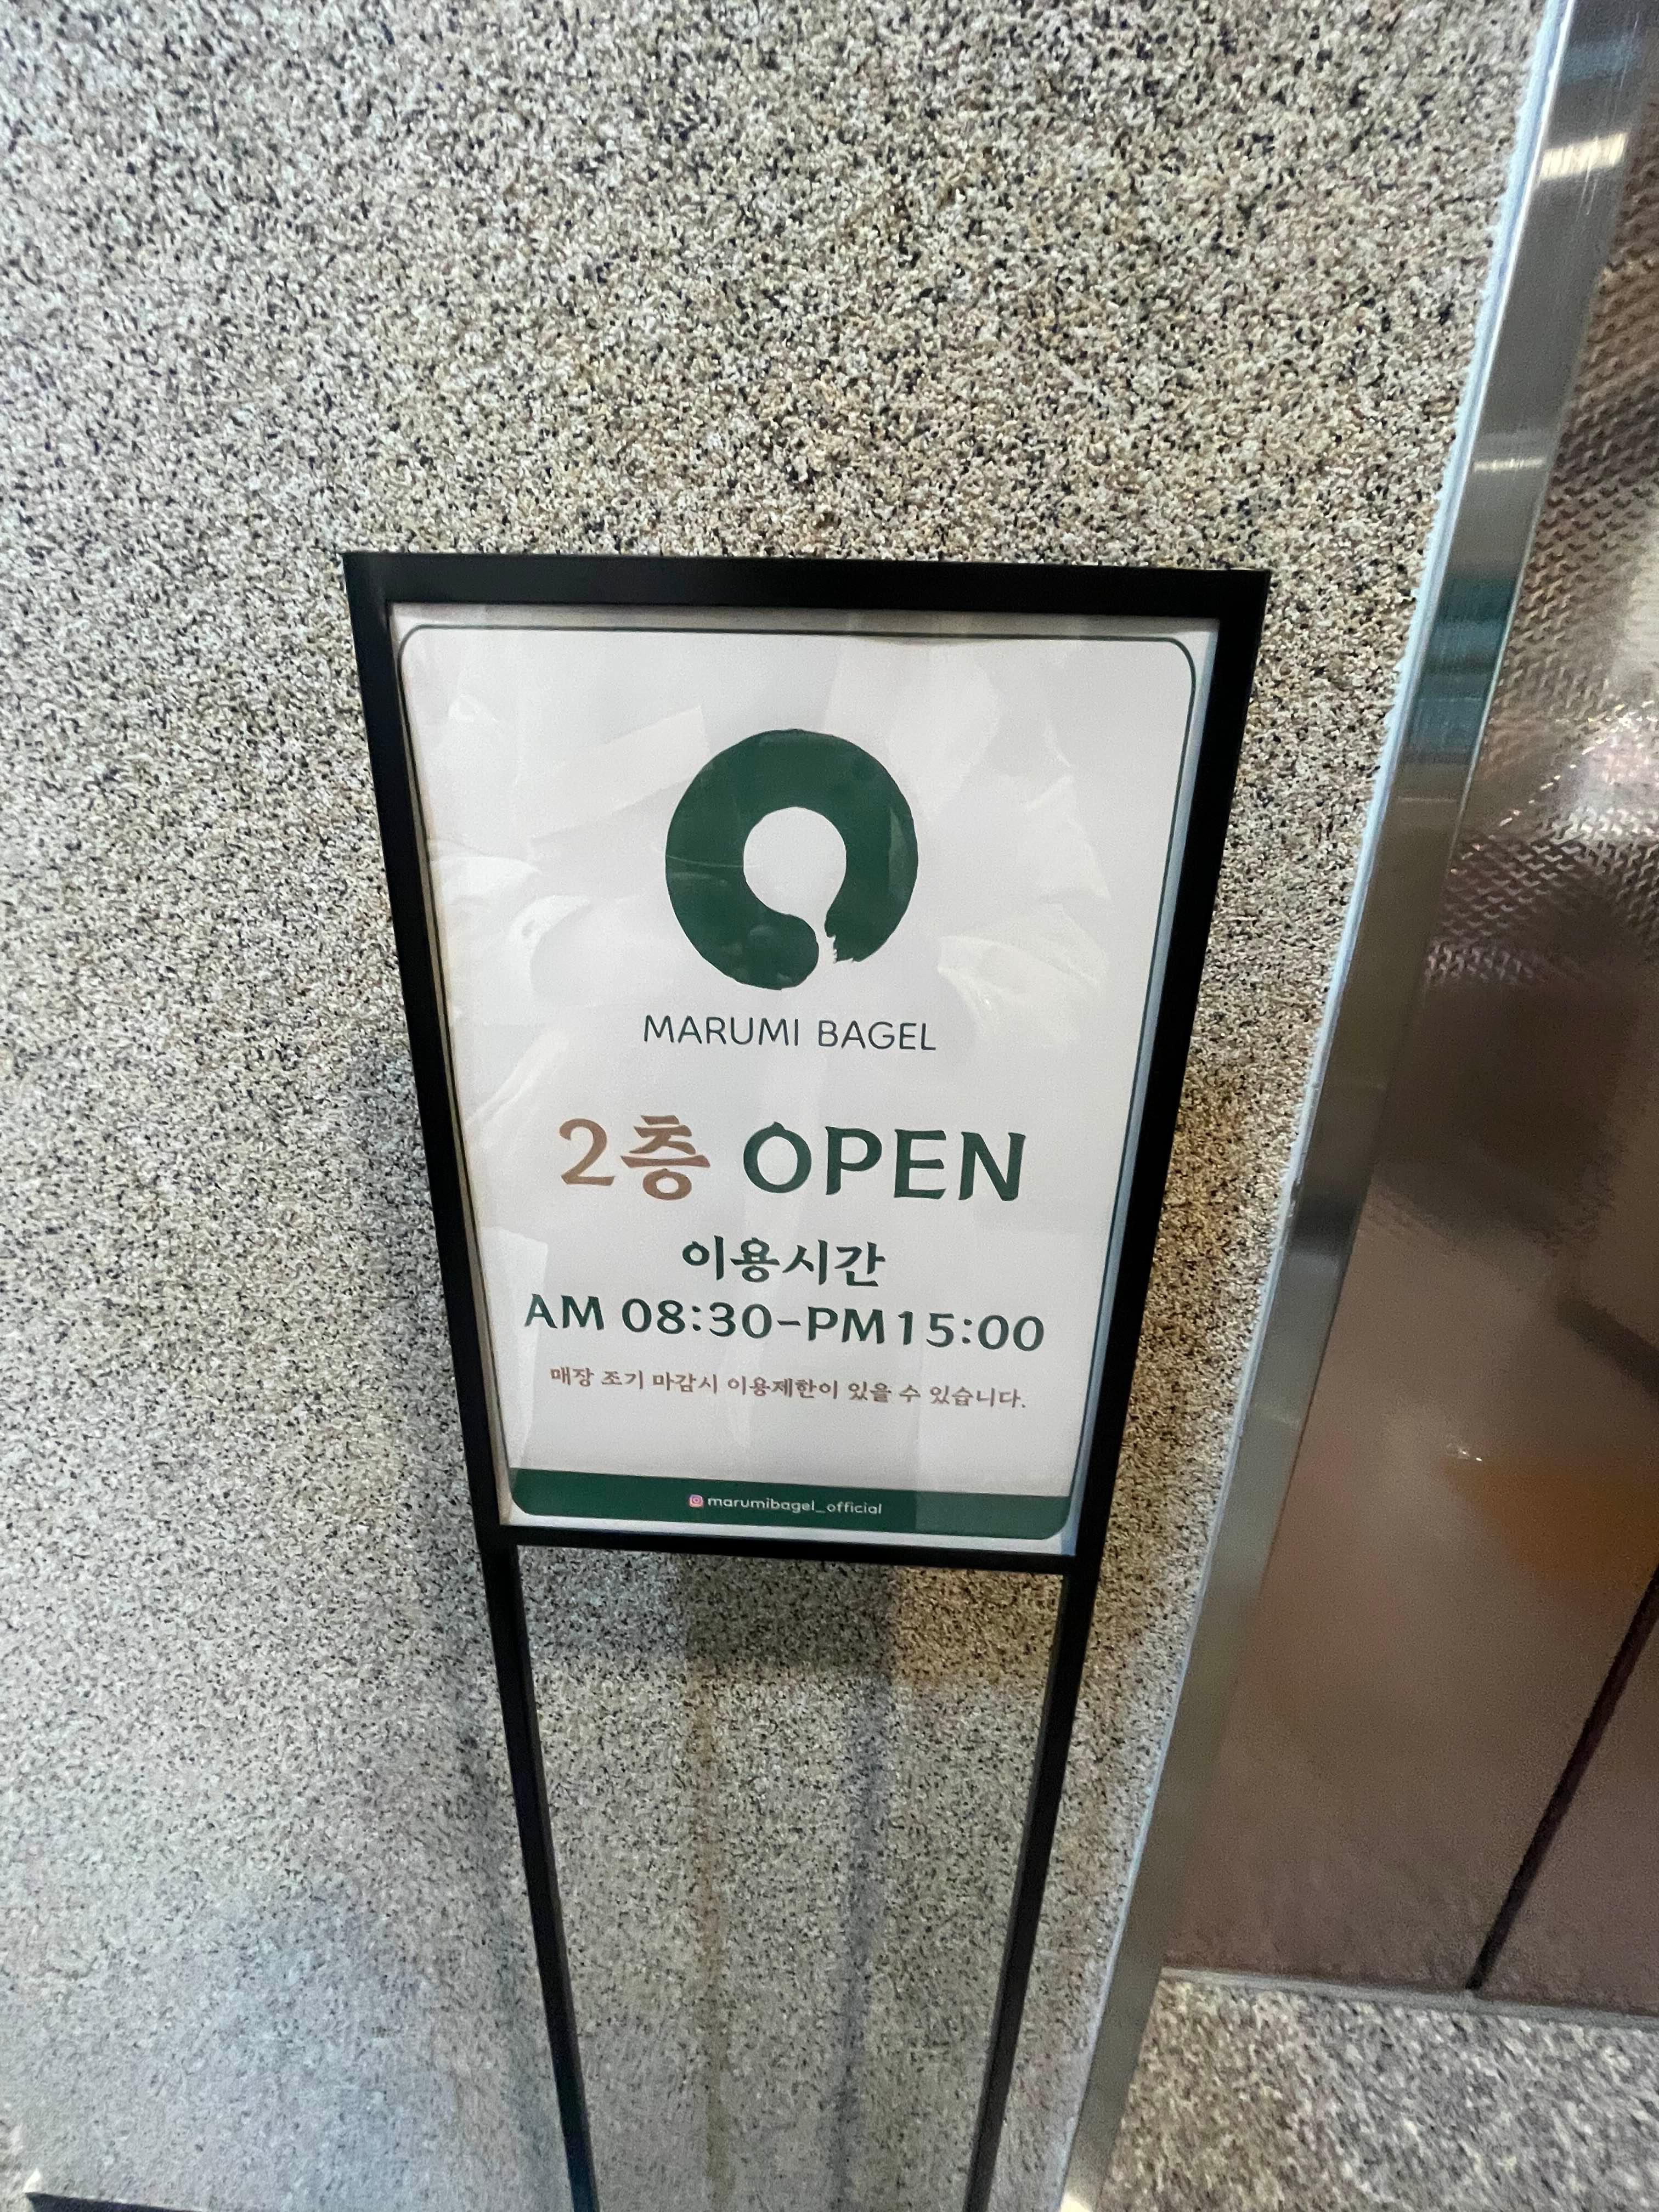 MARUMI BAGEL
2층 OPEN
이용시간
AM 08:30-PM15:00
매장 조기 마감시 이용제한이 있을 수 있습니다.
marumibagel_official